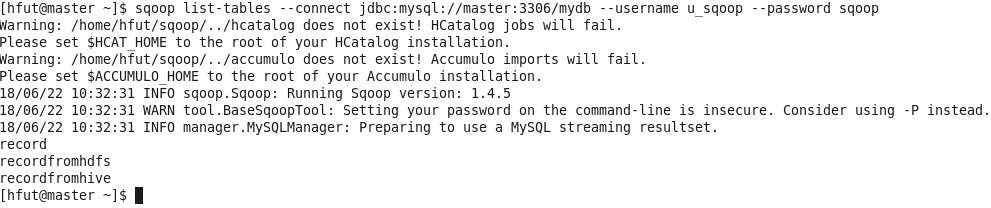 [hfut@master ~]$ sqoop list-tables --connect jdbc:mysql://master:3306/mydb --username u_sqoop --password sqoop
Warning: /home/hfut/sqoop/../hcatalog does not exist! HCatalog jobs will fail.
Please set $HCAT_HOME to the root of your HCatalog installation.
Warning: /home/hfut/sqoop/../accumulo does not exist! Accumulo imports will fail.
Please set $ACCUMULO_HOME to the root of your Accumulo installation.
18/06/22 10:32:31 INFO sqoop.Sqoop: Running Sqoop version: 1.4.5
18/06/22 10:32:31 WARN tool.BaseSqoopTool: Setting your password on the command-line is insecure. Consider using -P instead.
18/06/22 10:32:31 INFO manager.MySQLManager: Preparing to use a MySQL streaming resultset.
record
recordfromhdfs
recordfromhive
[hfut@master ~]$